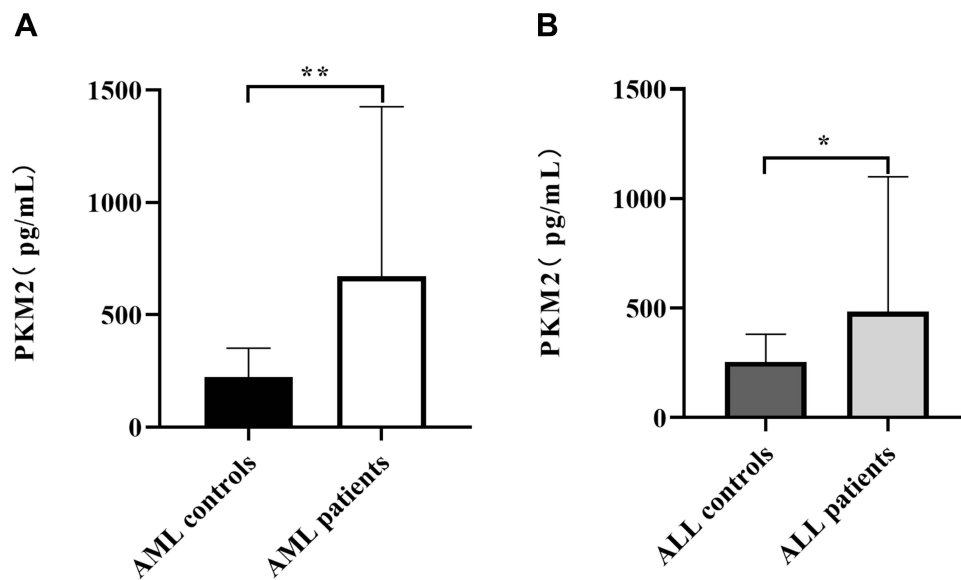 A
B
PKM2（ pg/mL）
1500
1000
500
0
**
AML controls
AML patients
PKM2（ pg/mL）
1500
1000
500
0
*
ALL controls
ALL patients